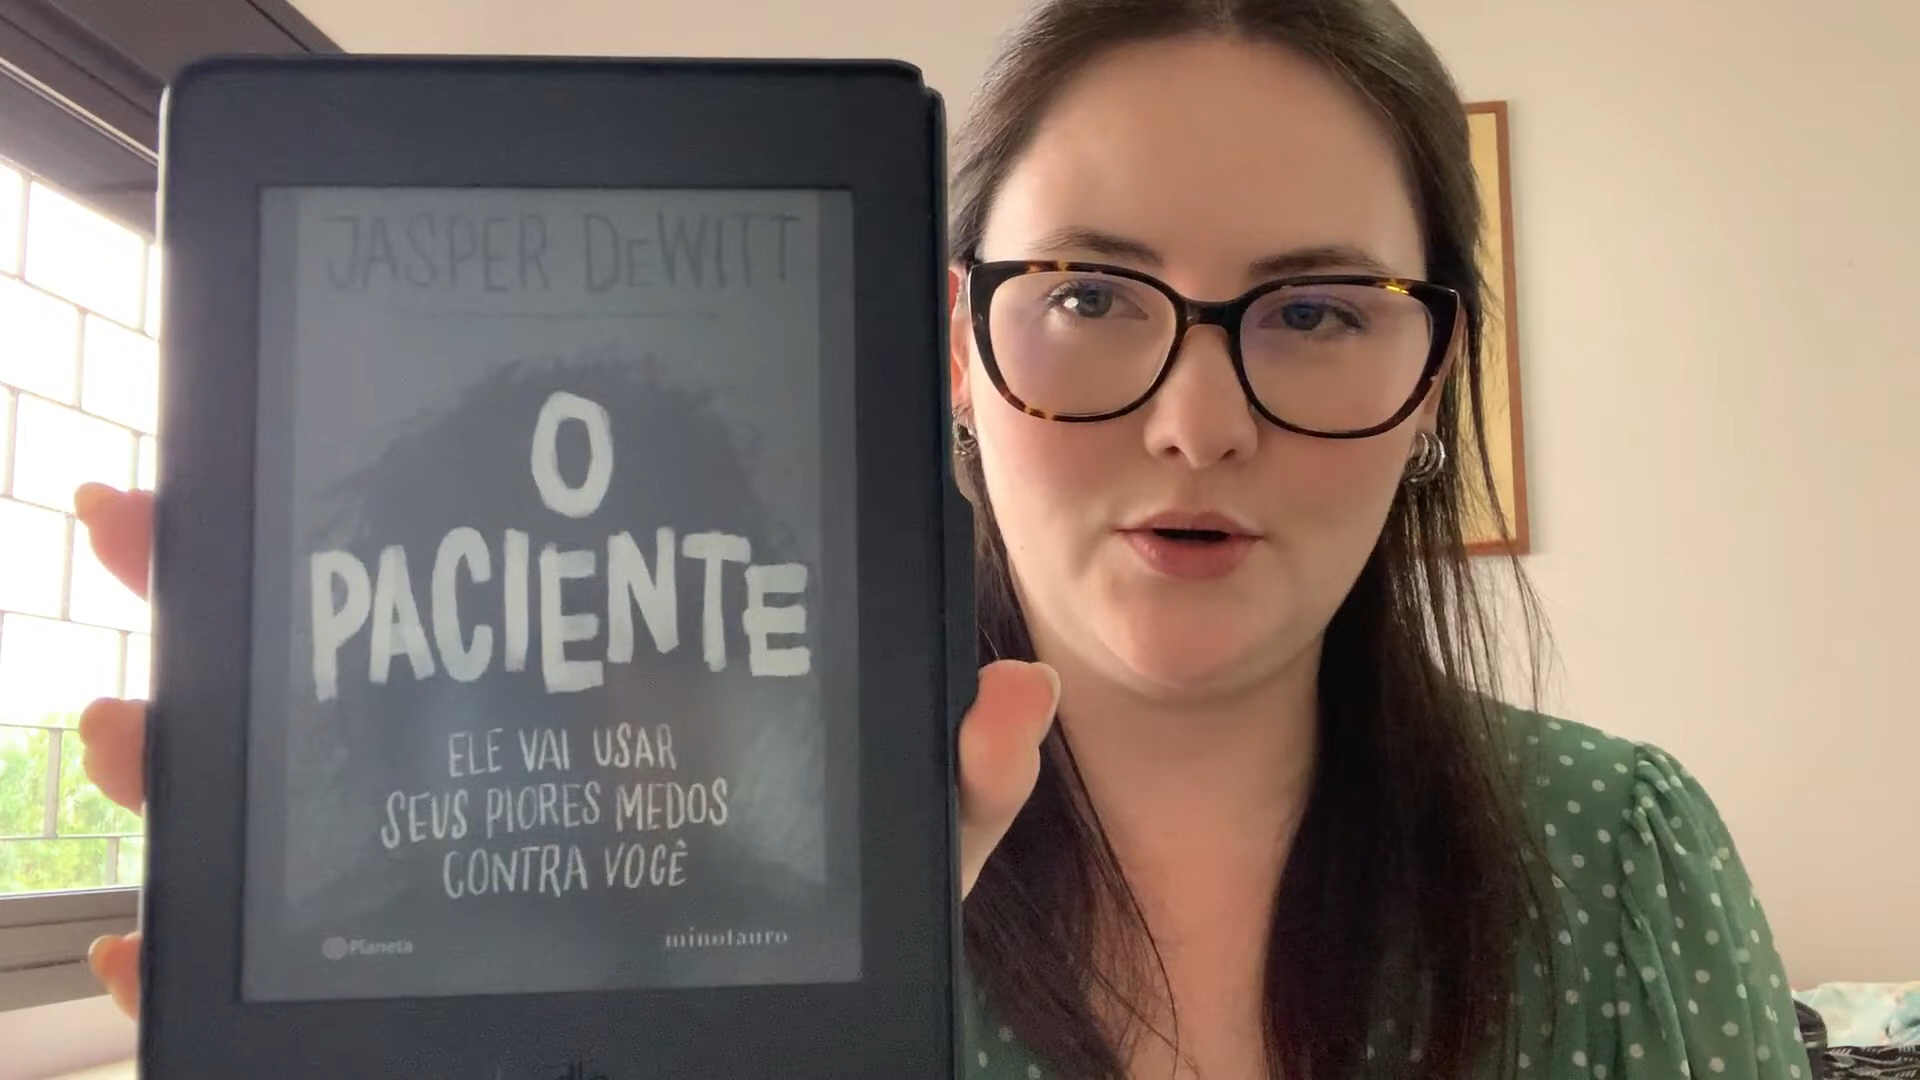 JASPER DEWITT
O
PACIENTE
ELE VAI USAR
SEUS PIORES MEDOS
CONTRA VOCÊ
Planeta
minotauro